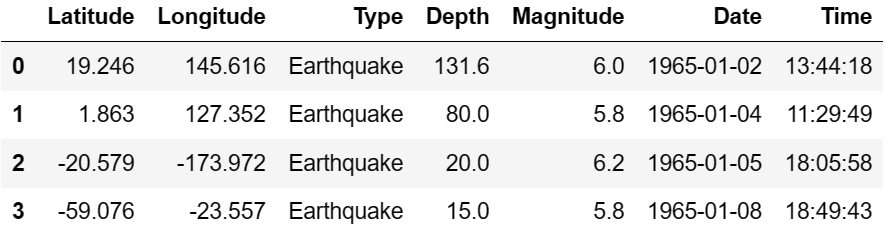 Latitude Longitude Type Depth Magnitude Date Time
0 19.246 145.616 Earthquake 131.6 6.0 1965-01-02 13:44:18
1 1.863 127.352 Earthquake 80.0 5.8 1965-01-04 11:29:49
2 -20.579 -173.972 Earthquake 20.0 6.2 1965-01-05 18:05:58
3 -59.076 -23.557 Earthquake 15.0 5.8 1965-01-08 18:49:43